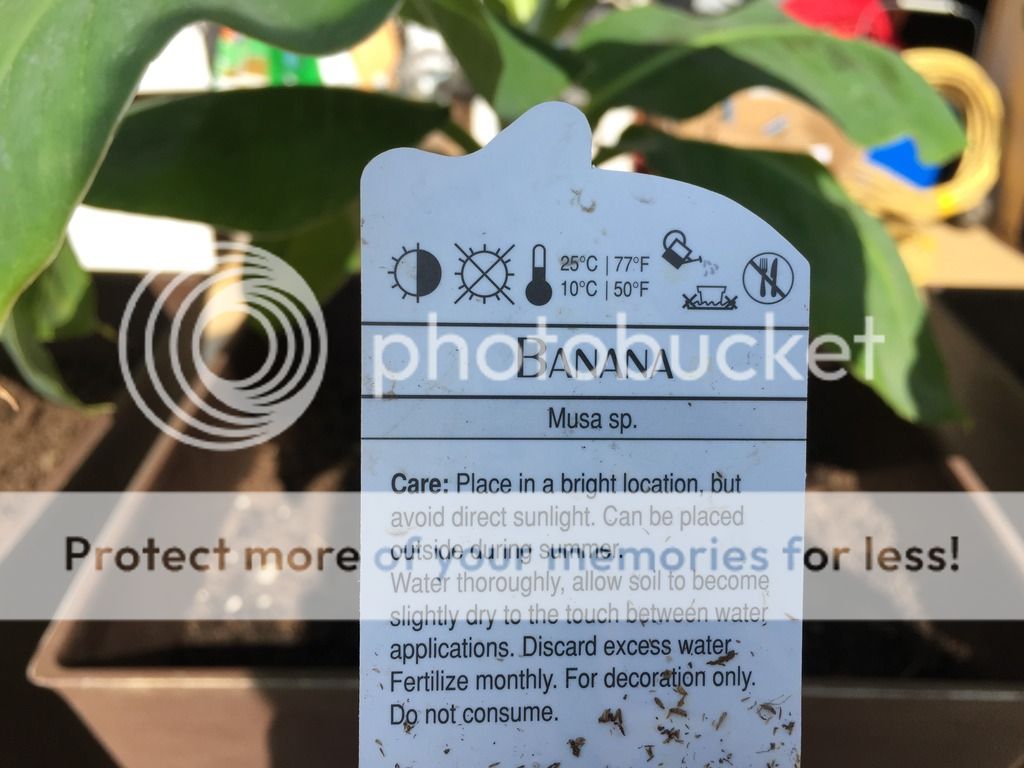 25°C | 77°F
10°C | 50°F
photobucket
BANANA
Musa sp.
Care: Place in a bright location, but
avoid direct sunlight. Can be placed
outside during summer.
Protect more of your memories for less!
Water thoroughly, allow soil to become
slightly dry to the touch between water
applications. Discard excess water.
Fertilize monthly. For decoration only.
Do not consume.